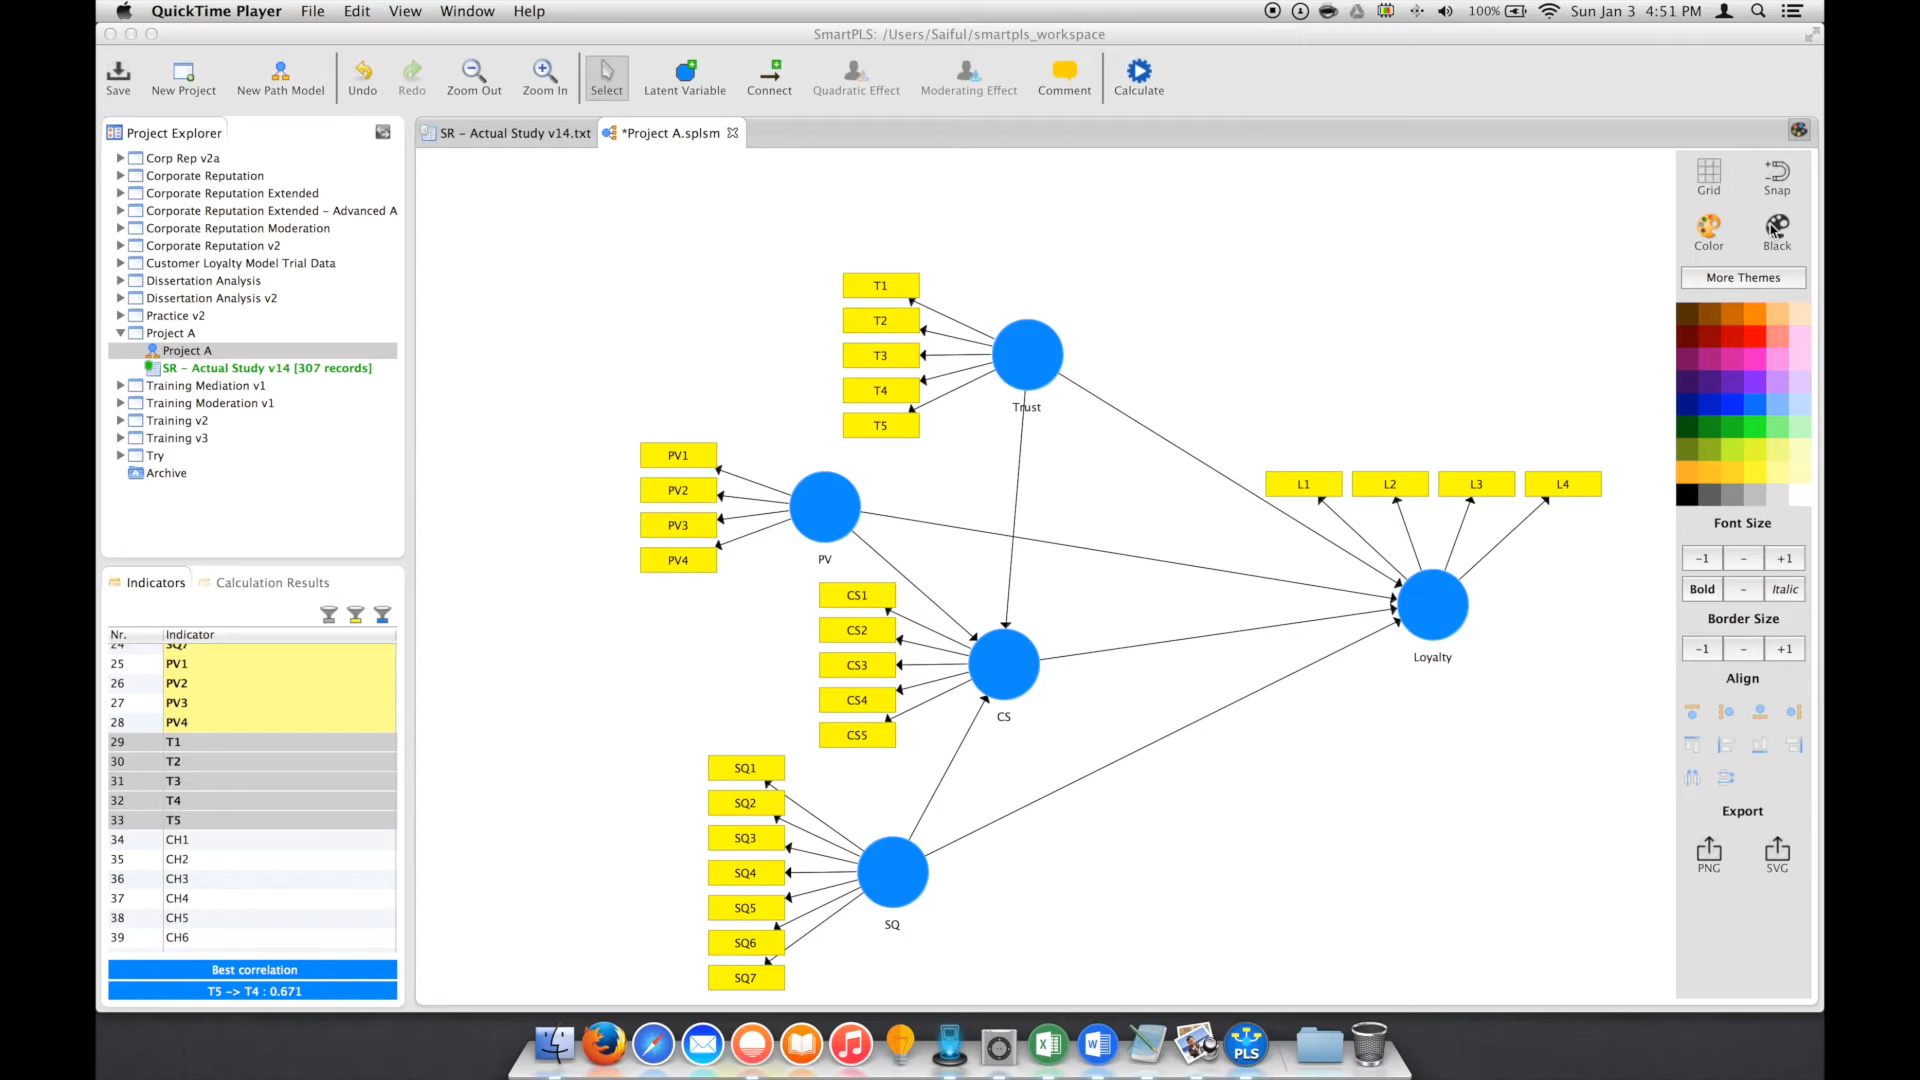 QuickTime Player File Edit View Window Help 100% Sun Jan 3 4:51 PM
SmartPLS: /Users/Saiful/smartpls_workspace
Save New Project New Path Model Undo Redo Zoom Out Zoom In Select Latent Variable Connect Quadratic Effect Moderating Effect Comment Calculate
Project Explorer
Corp Rep v2a
Corporate Reputation
Corporate Reputation Extended
Corporate Reputation Extended – Advanced A
Corporate Reputation Moderation
Corporate Reputation v2
Customer Loyalty Model Trial Data
Dissertation Analysis
Dissertation Analysis v2
Practice v2
Project A
Project A
SR – Actual Study v14 [307 records]
Training Mediation v1
Training Moderation v1
Training v2
Training v3
Try
Archive
Indicators Calculation Results
Nr. Indicator
24 SQ7
25 PV1
26 PV2
27 PV3
28 PV4
29 T1
30 T2
31 T3
32 T4
33 T5
34 CH1
35 CH2
36 CH3
37 CH4
38 CH5
39 CH6
Best correlation
T5 -> T4 : 0.671
SR – Actual Study v14.txt *Project A.splsm
T1
T2
T3
T4
T5
Trust
PV1
PV2
PV3
PV4
PV
L1 L2 L3 L4
Loyalty
CS1
CS2
CS3
CS4
CS5
CS
SQ1
SQ2
SQ3
SQ4
SQ5
SQ6
SQ7
SQ
Grid Snap
Color Black
More Themes
Font Size
-1 - +1
Bold - Italic
Border Size
-1 - +1
Align
Export
PNG SVG
PLS